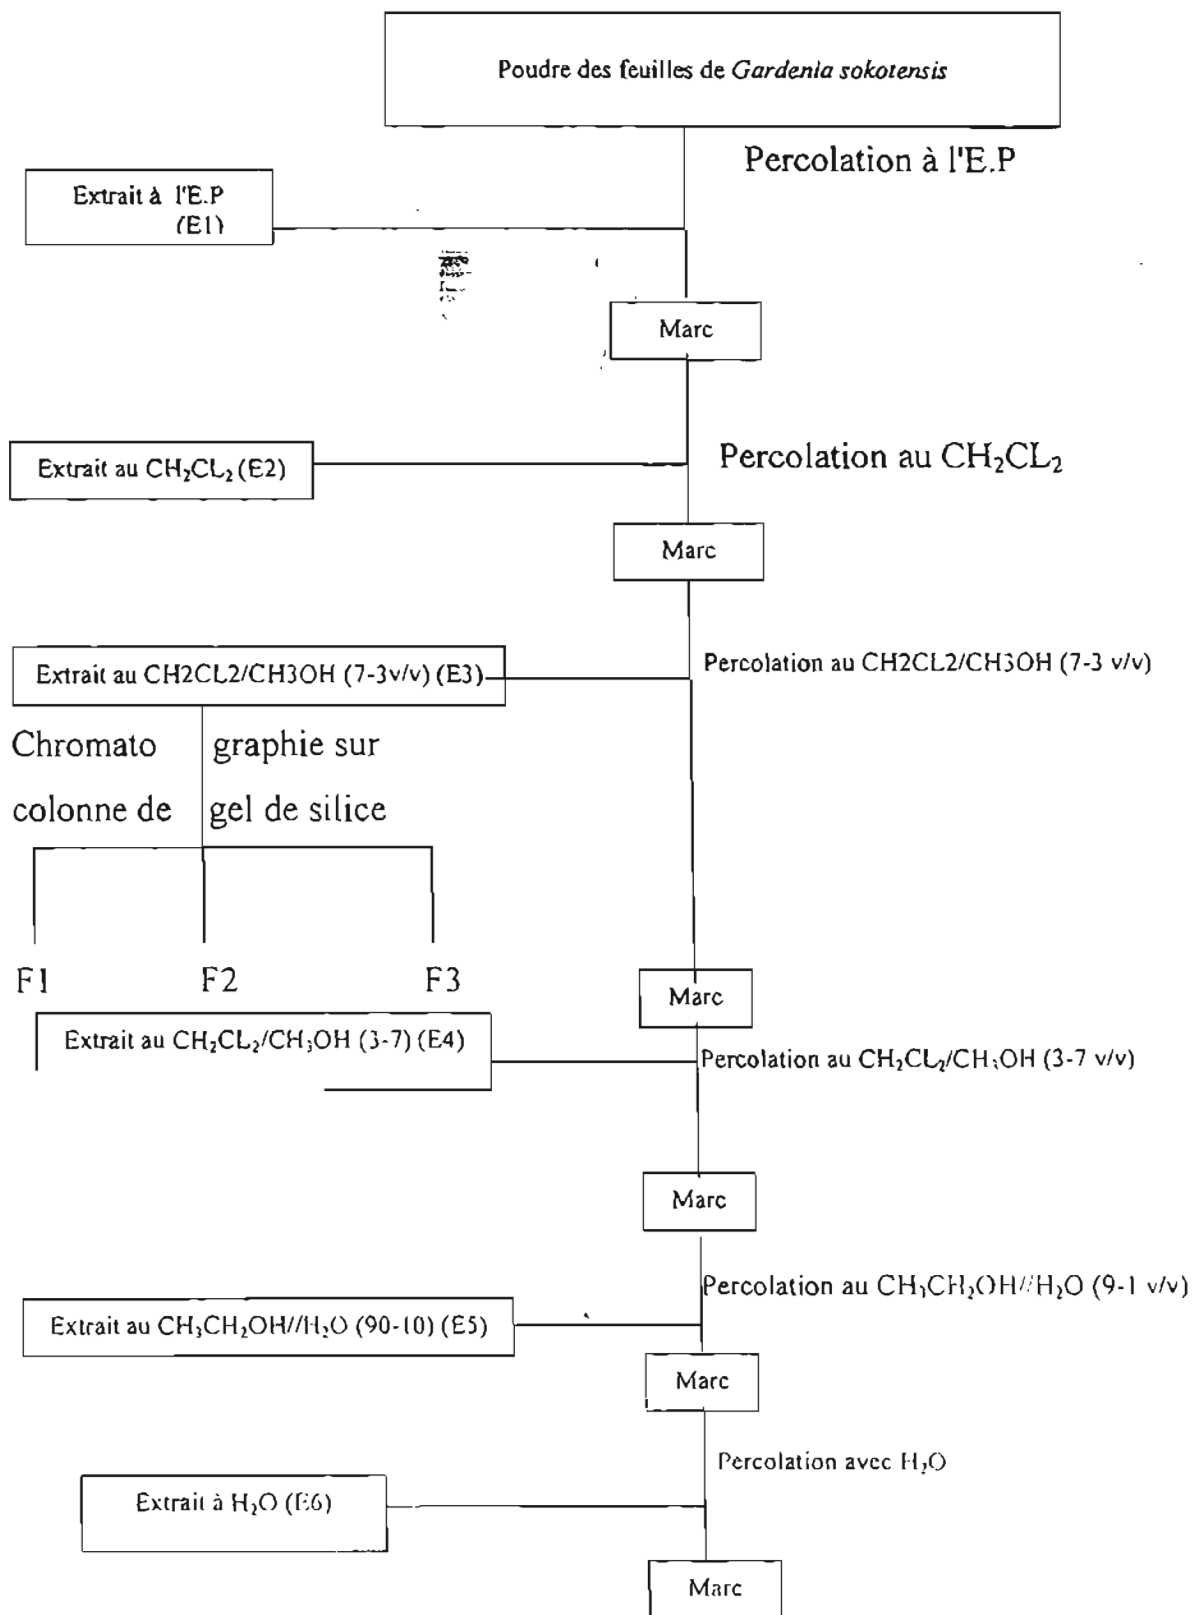 Poudre des feuilles de Gardenia sokotensis
Percolation à l'E.P
Extrait à l'E.P
(E1)
Marc
Extrait au CH₂CL₂ (E2)
Percolation au CH₂CL₂
Marc
Extrait au CH2CL2/CH3OH (7-3v/v) (E3)
Percolation au CH2CL2/CH3OH (7-3 v/v)
Chromato graphie sur
colonne de gel de silice
F1 F2 F3
Marc
Extrait au CH₂CL₂/CH₃OH (3-7) (E4)
Percolation au CH₂CL₂/CH₃OH (3-7 v/v)
Marc
Percolation au CH₃CH₂OH//H₂O (9-1 v/v)
Extrait au CH₃CH₂OH//H₂O (90-10) (E5)
Marc
Percolation avec H₂O
Extrait à H₂O (E6)
Marc